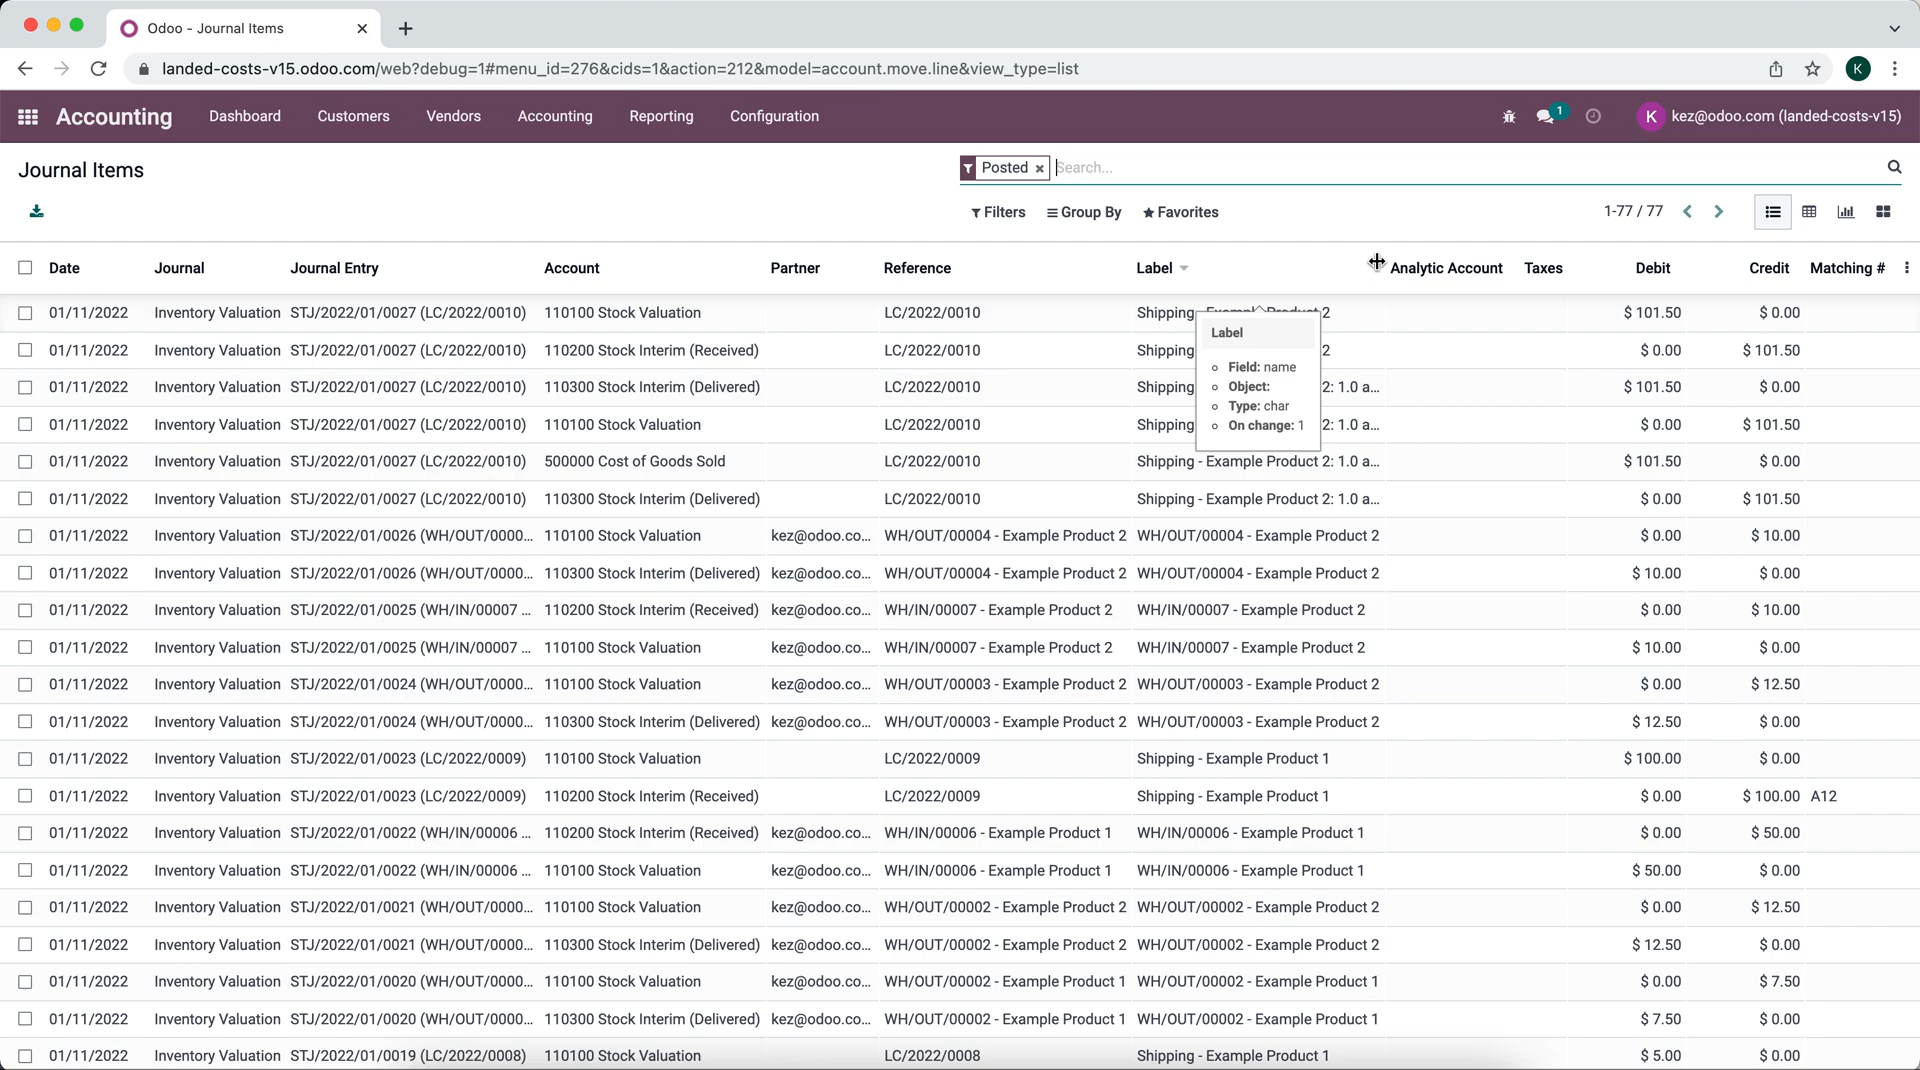 Odoo - Journal Items
landed-costs-v15.odoo.com/web?debug=1#menu_id=276&cids=1&action=212&model=account.move.line&view_type=list K
Accounting Dashboard Customers Vendors Accounting Reporting Configuration 1 K kez@odoo.com (landed-costs-v15)
Journal Items Posted × Search...
Filters Group By Favorites 1-77 / 77
Date Journal Journal Entry Account Partner Reference Label Analytic Account Taxes Debit Credit Matching #
01/11/2022 Inventory Valuation STJ/2022/01/0027 (LC/2022/0010) 110100 Stock Valuation LC/2022/0010 Shipping - Example Product 2 $ 101.50 $ 0.00
01/11/2022 Inventory Valuation STJ/2022/01/0027 (LC/2022/0010) 110200 Stock Interim (Received) LC/2022/0010 Shipping 2 $ 0.00 $ 101.50
01/11/2022 Inventory Valuation STJ/2022/01/0027 (LC/2022/0010) 110300 Stock Interim (Delivered) LC/2022/0010 Shipping 2: 1.0 a... $ 101.50 $ 0.00
01/11/2022 Inventory Valuation STJ/2022/01/0027 (LC/2022/0010) 110100 Stock Valuation LC/2022/0010 Shipping 2: 1.0 a... $ 0.00 $ 101.50
Label
Field: name
Object:
Type: char
On change: 1
01/11/2022 Inventory Valuation STJ/2022/01/0027 (LC/2022/0010) 500000 Cost of Goods Sold LC/2022/0010 Shipping - Example Product 2: 1.0 a... $ 101.50 $ 0.00
01/11/2022 Inventory Valuation STJ/2022/01/0027 (LC/2022/0010) 110300 Stock Interim (Delivered) LC/2022/0010 Shipping - Example Product 2: 1.0 a... $ 0.00 $ 101.50
01/11/2022 Inventory Valuation STJ/2022/01/0026 (WH/OUT/0000... 110100 Stock Valuation kez@odoo.co... WH/OUT/00004 - Example Product 2 WH/OUT/00004 - Example Product 2 $ 0.00 $ 10.00
01/11/2022 Inventory Valuation STJ/2022/01/0026 (WH/OUT/0000... 110300 Stock Interim (Delivered) kez@odoo.co... WH/OUT/00004 - Example Product 2 WH/OUT/00004 - Example Product 2 $ 10.00 $ 0.00
01/11/2022 Inventory Valuation STJ/2022/01/0025 (WH/IN/00007 ... 110200 Stock Interim (Received) kez@odoo.co... WH/IN/00007 - Example Product 2 WH/IN/00007 - Example Product 2 $ 0.00 $ 10.00
01/11/2022 Inventory Valuation STJ/2022/01/0025 (WH/IN/00007 ... 110100 Stock Valuation kez@odoo.co... WH/IN/00007 - Example Product 2 WH/IN/00007 - Example Product 2 $ 10.00 $ 0.00
01/11/2022 Inventory Valuation STJ/2022/01/0024 (WH/OUT/0000... 110100 Stock Valuation kez@odoo.co... WH/OUT/00003 - Example Product 2 WH/OUT/00003 - Example Product 2 $ 0.00 $ 12.50
01/11/2022 Inventory Valuation STJ/2022/01/0024 (WH/OUT/0000... 110300 Stock Interim (Delivered) kez@odoo.co... WH/OUT/00003 - Example Product 2 WH/OUT/00003 - Example Product 2 $ 12.50 $ 0.00
01/11/2022 Inventory Valuation STJ/2022/01/0023 (LC/2022/0009) 110100 Stock Valuation LC/2022/0009 Shipping - Example Product 1 $ 100.00 $ 0.00
01/11/2022 Inventory Valuation STJ/2022/01/0023 (LC/2022/0009) 110200 Stock Interim (Received) LC/2022/0009 Shipping - Example Product 1 $ 0.00 $ 100.00 A12
01/11/2022 Inventory Valuation STJ/2022/01/0022 (WH/IN/00006 ... 110200 Stock Interim (Received) kez@odoo.co... WH/IN/00006 - Example Product 1 WH/IN/00006 - Example Product 1 $ 0.00 $ 50.00
01/11/2022 Inventory Valuation STJ/2022/01/0022 (WH/IN/00006 ... 110100 Stock Valuation kez@odoo.co... WH/IN/00006 - Example Product 1 WH/IN/00006 - Example Product 1 $ 50.00 $ 0.00
01/11/2022 Inventory Valuation STJ/2022/01/0021 (WH/OUT/0000... 110100 Stock Valuation kez@odoo.co... WH/OUT/00002 - Example Product 2 WH/OUT/00002 - Example Product 2 $ 0.00 $ 12.50
01/11/2022 Inventory Valuation STJ/2022/01/0021 (WH/OUT/0000... 110300 Stock Interim (Delivered) kez@odoo.co... WH/OUT/00002 - Example Product 2 WH/OUT/00002 - Example Product 2 $ 12.50 $ 0.00
01/11/2022 Inventory Valuation STJ/2022/01/0020 (WH/OUT/0000... 110100 Stock Valuation kez@odoo.co... WH/OUT/00002 - Example Product 1 WH/OUT/00002 - Example Product 1 $ 0.00 $ 7.50
01/11/2022 Inventory Valuation STJ/2022/01/0020 (WH/OUT/0000... 110300 Stock Interim (Delivered) kez@odoo.co... WH/OUT/00002 - Example Product 1 WH/OUT/00002 - Example Product 1 $ 7.50 $ 0.00
01/11/2022 Inventory Valuation STJ/2022/01/0019 (LC/2022/0008) 110100 Stock Valuation LC/2022/0008 Shipping - Example Product 1 $ 5.00 $ 0.00